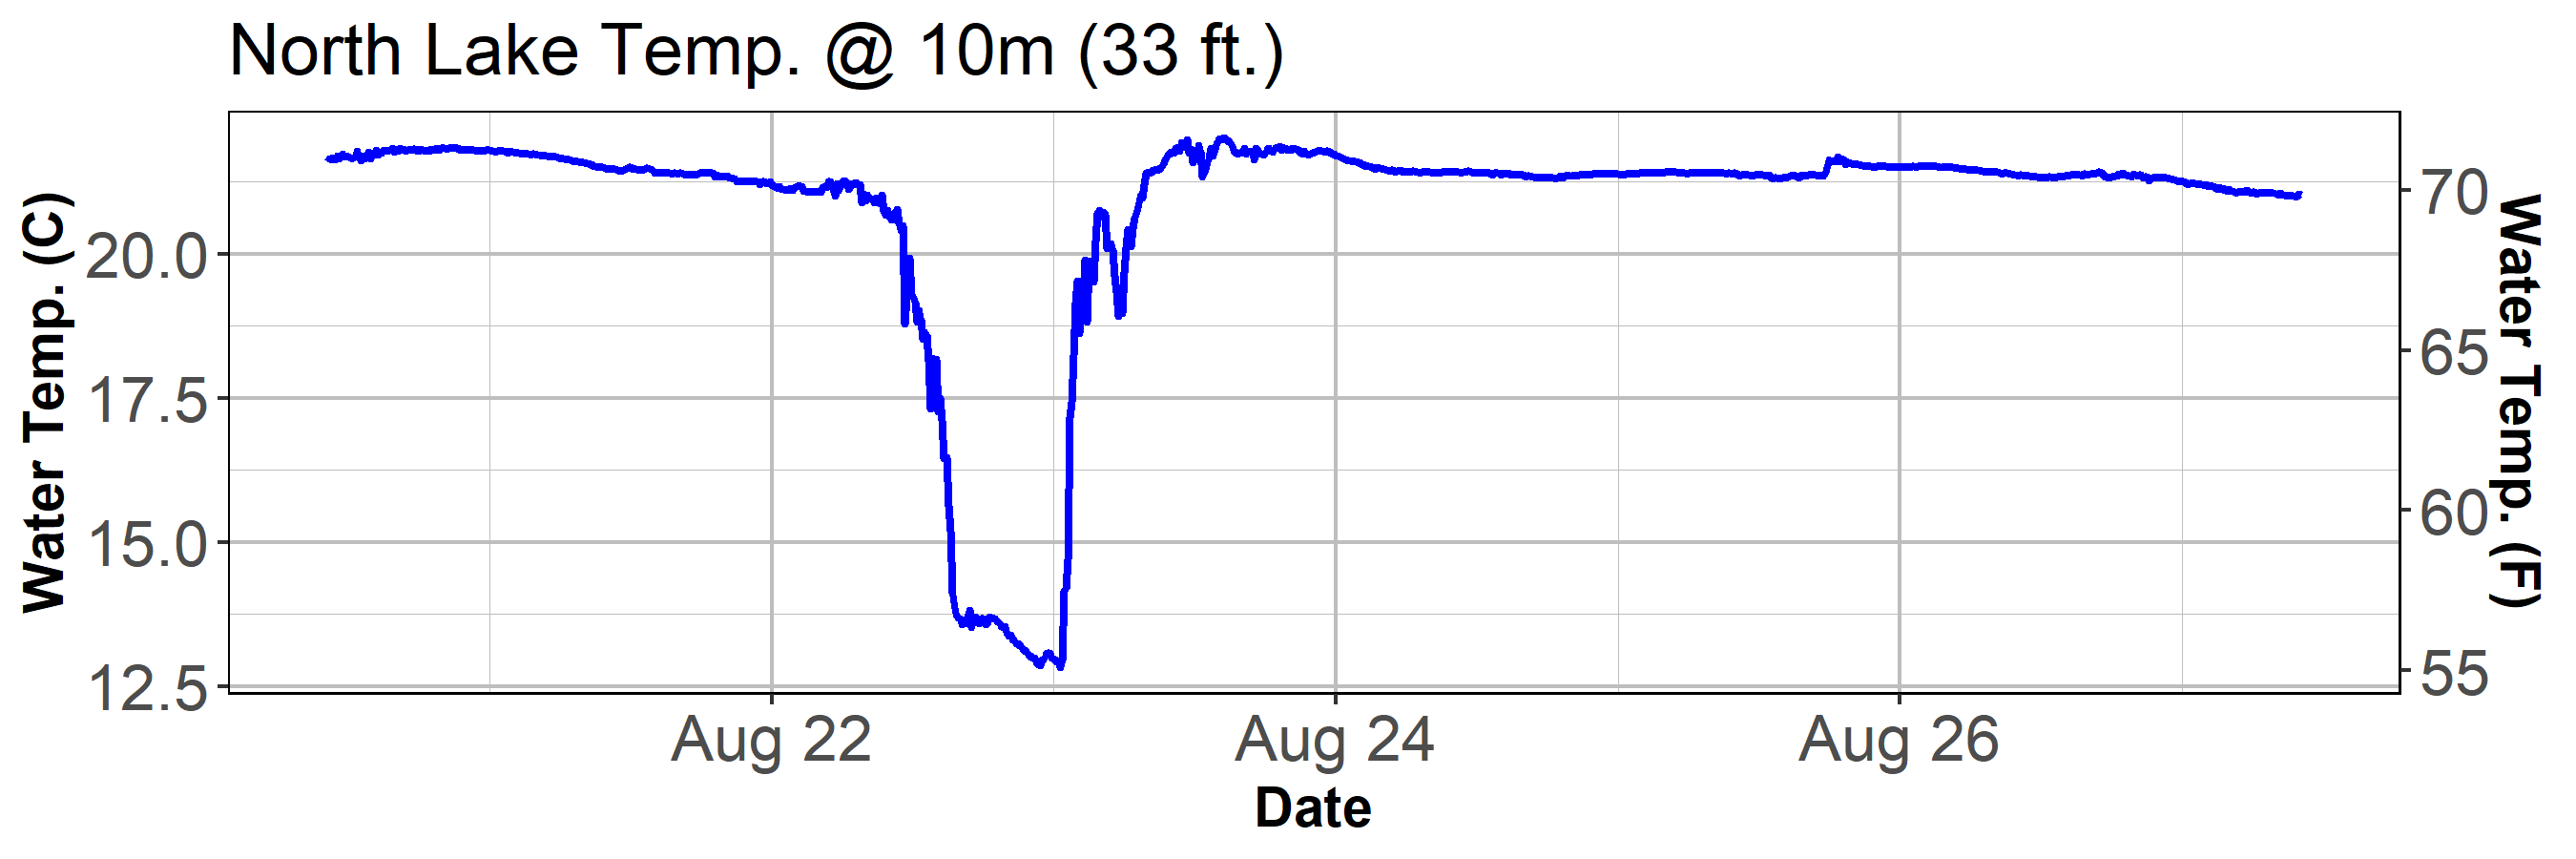 North Lake Temp. @ 10m (33 ft.)
Water Temp. (C)
20.0
17.5
15.0
12.5
70
65
60
55
Water Temp. (F)
Aug 22
Aug 24
Aug 26
Date